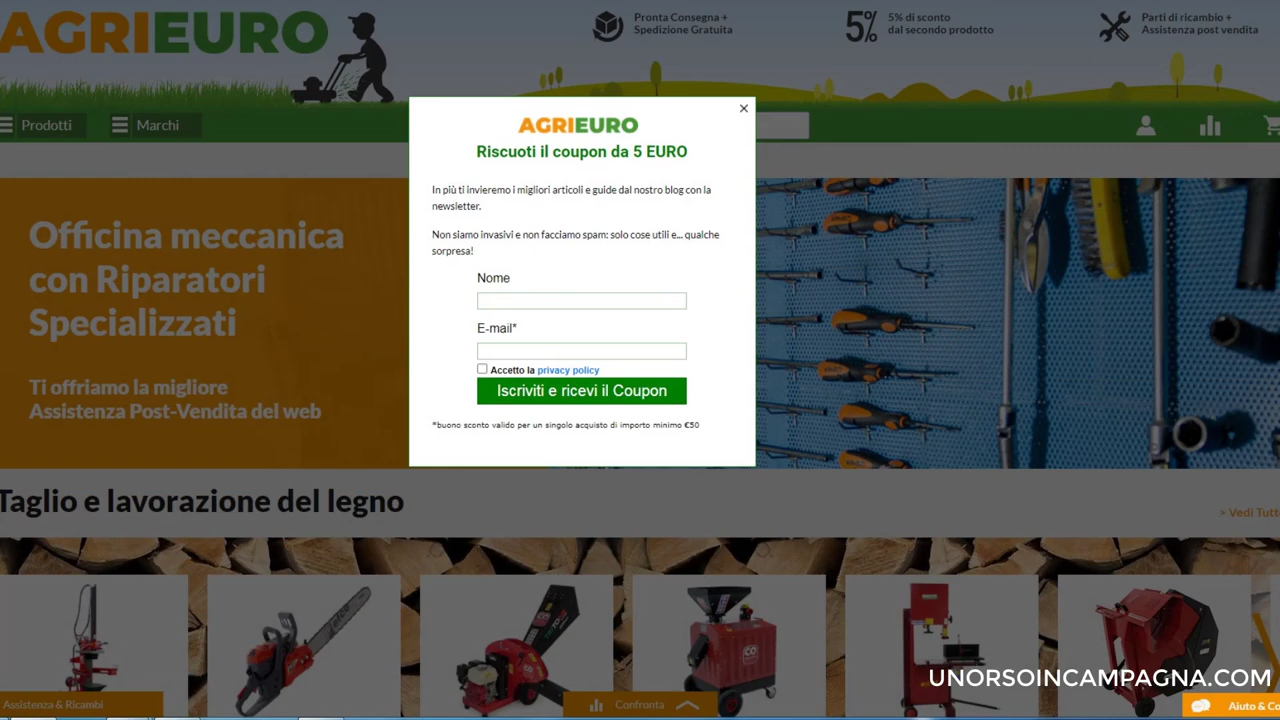 AGRIEURO
Pronta Consegna +
Spedizione Gratuita
5%
5% di sconto
dal secondo prodotto
Parti di ricambio +
Assistenza post vendita
Prodotti
Marchi
AGRIEURO
Riscuoti il coupon da 5 EURO
In più ti invieremo i migliori articoli e guide dal nostro blog con la
newsletter.
Non siamo invasivi e non facciamo spam: solo cose utili e... qualche
sorpresa!
Nome
E-mail*
Accetto la privacy policy
Iscriviti e ricevi il Coupon
*buono sconto valido per un singolo acquisto di importo minimo €50
Officina meccanica
con Riparatori
Specializzati
Ti offriamo la migliore
Assistenza Post-Vendita del web
Taglio e lavorazione del legno
> Vedi Tutt
UNORSOINCAMPAGNA.COM
Assistenza & Ricambi
Confronta
Aiuto & Co